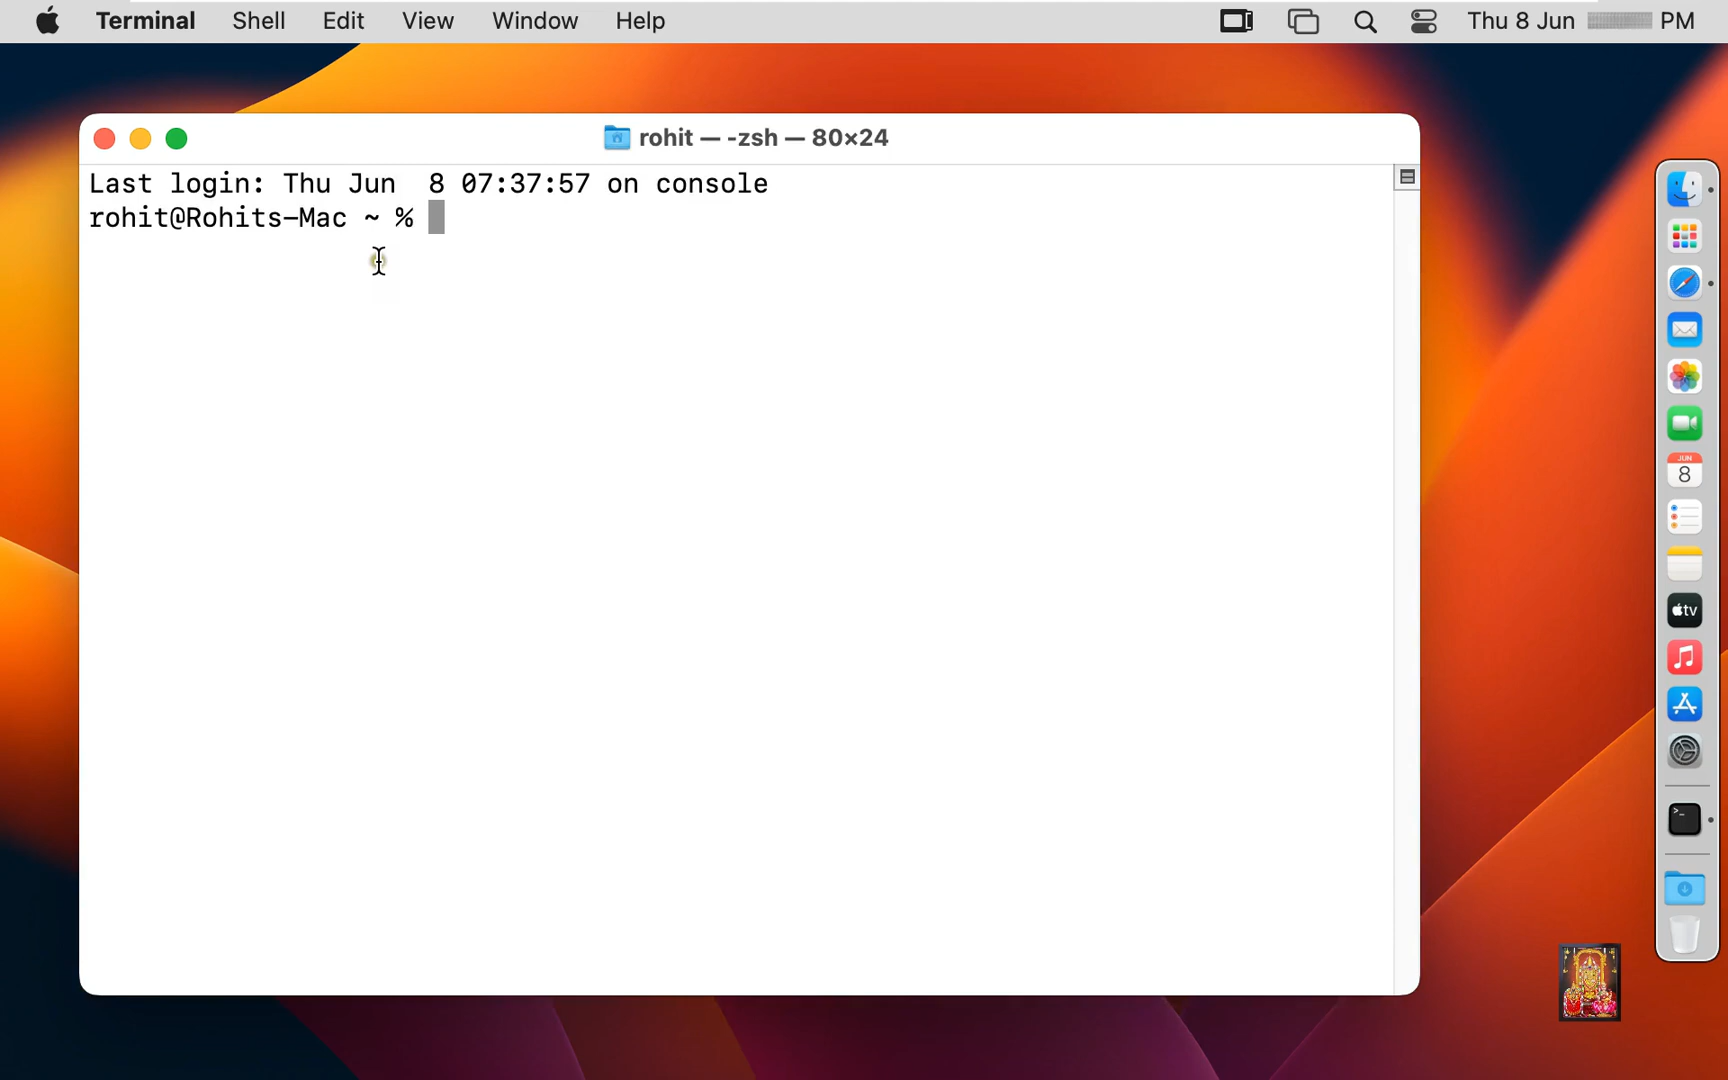 Terminal Shell Edit View Window Help Thu 8 Jun PM
rohit — -zsh — 80×24
Last login: Thu Jun  8 07:37:57 on console
rohit@Rohits-Mac ~ %
JUN
8
tv
>_